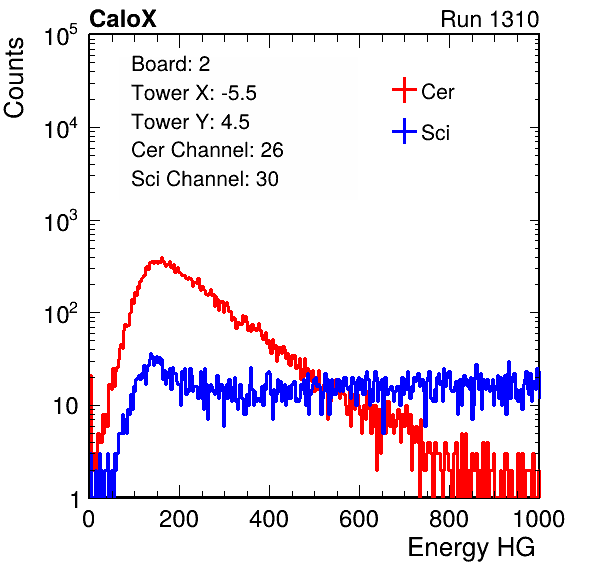 CaloX Run 1310
Counts
Board: 2
Tower X: -5.5
Tower Y: 4.5
Cer Channel: 26
Sci Channel: 30
Cer
Sci
10^5
10^4
10^3
10^2
10
1
0 200 400 600 800 1000
Energy HG